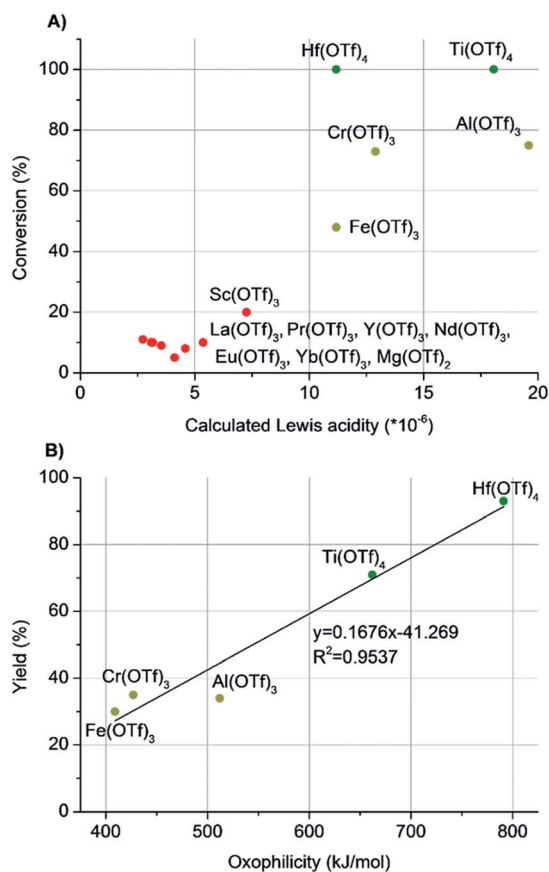 A)
Hf(OTf)4
Ti(OTf)4
100
Cr(OTf)3
Al(OTf)3
80
Conversion (%)
60
Fe(OTf)3
40
Sc(OTf)3
20
La(OTf)3, Pr(OTf)3, Y(OTf)3, Nd(OTf)3,
Eu(OTf)3, Yb(OTf)3, Mg(OTf)2
0
0 5 10 15 20
Calculated Lewis acidity (*10-6)
B)
100
Hf(OTf)4
80
Ti(OTf)4
Yield (%)
60
y=0.1676x-41.269
R2=0.9537
40
Cr(OTf)3
Al(OTf)3
Fe(OTf)3
20
0
400 500 600 700 800
Oxophilicity (kJ/mol)